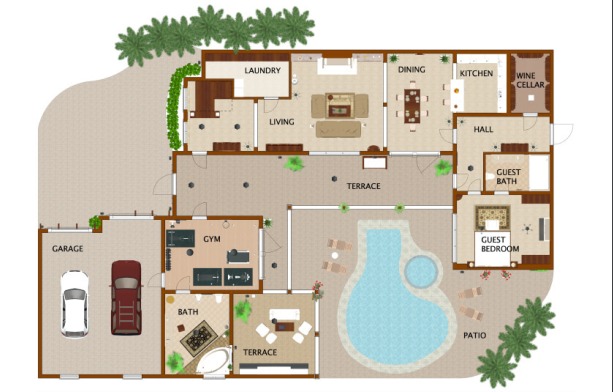 LAUNDRY
DINING
KITCHEN
WINE
CELLAR
LIVING
HALL
GUEST
BATH
TERRACE
GYM
GUEST
BEDROOM
GARAGE
BATH
PATIO
TERRACE